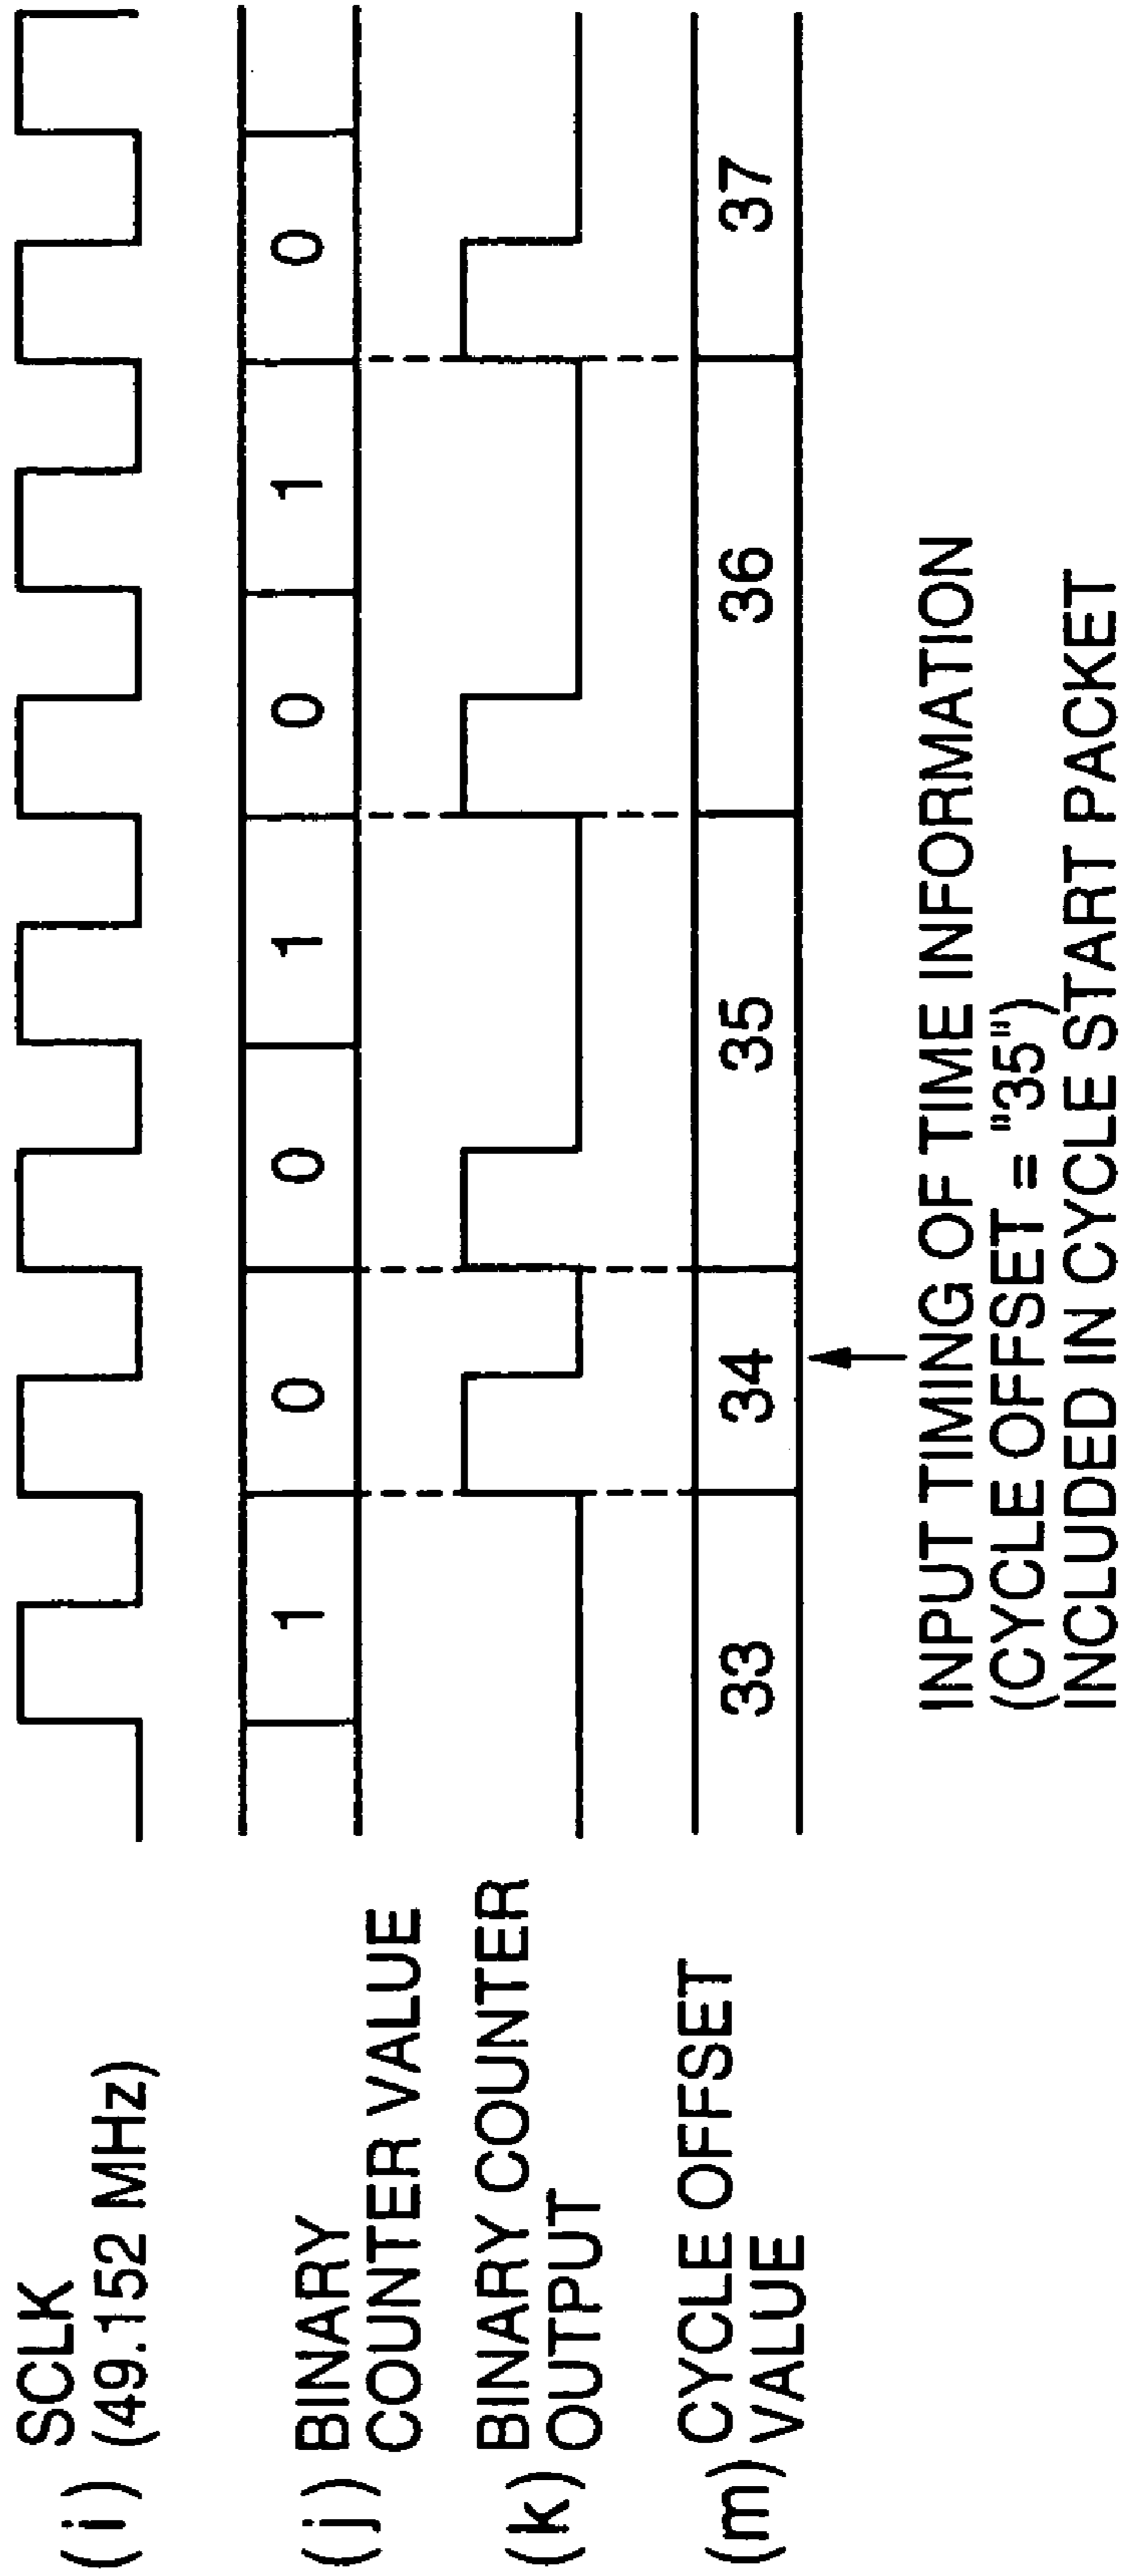 (i) SCLK
(49.152 MHz)
(j) BINARY
COUNTER VALUE
1 0 0 1 0 1 0
(k) BINARY COUNTER
OUTPUT
(m) CYCLE OFFSET
VALUE
33 34 35 36 37
INPUT TIMING OF TIME INFORMATION
(CYCLE OFFSET = "35")
INCLUDED IN CYCLE START PACKET